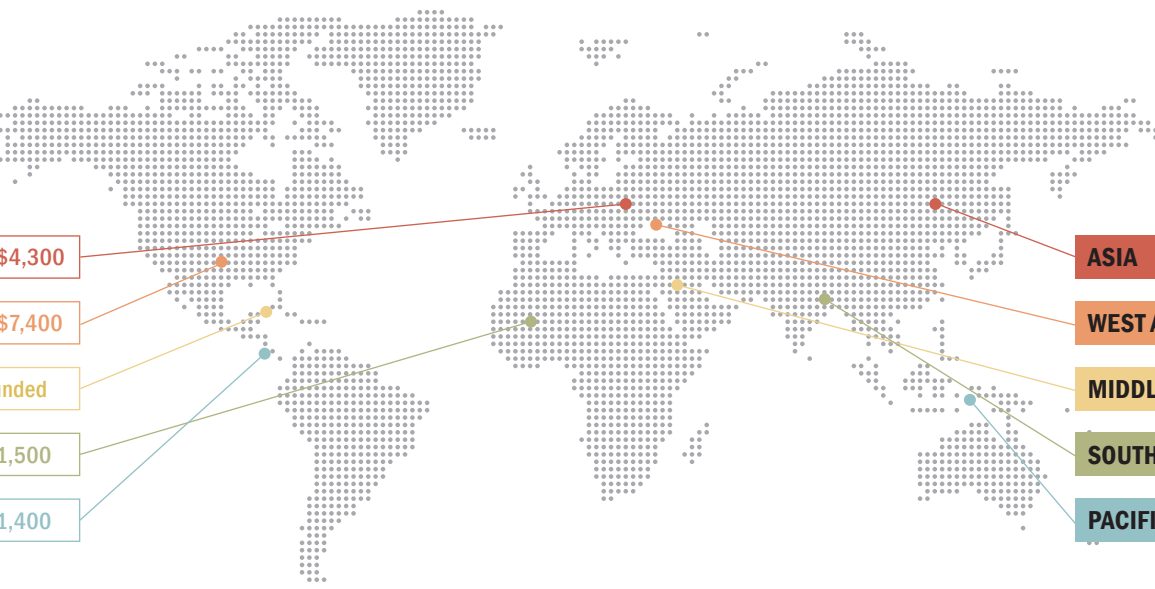 $4,300
ASIA
$7,400
WEST A
nded
MIDDL
1,500
SOUTH
1,400
PACIFI